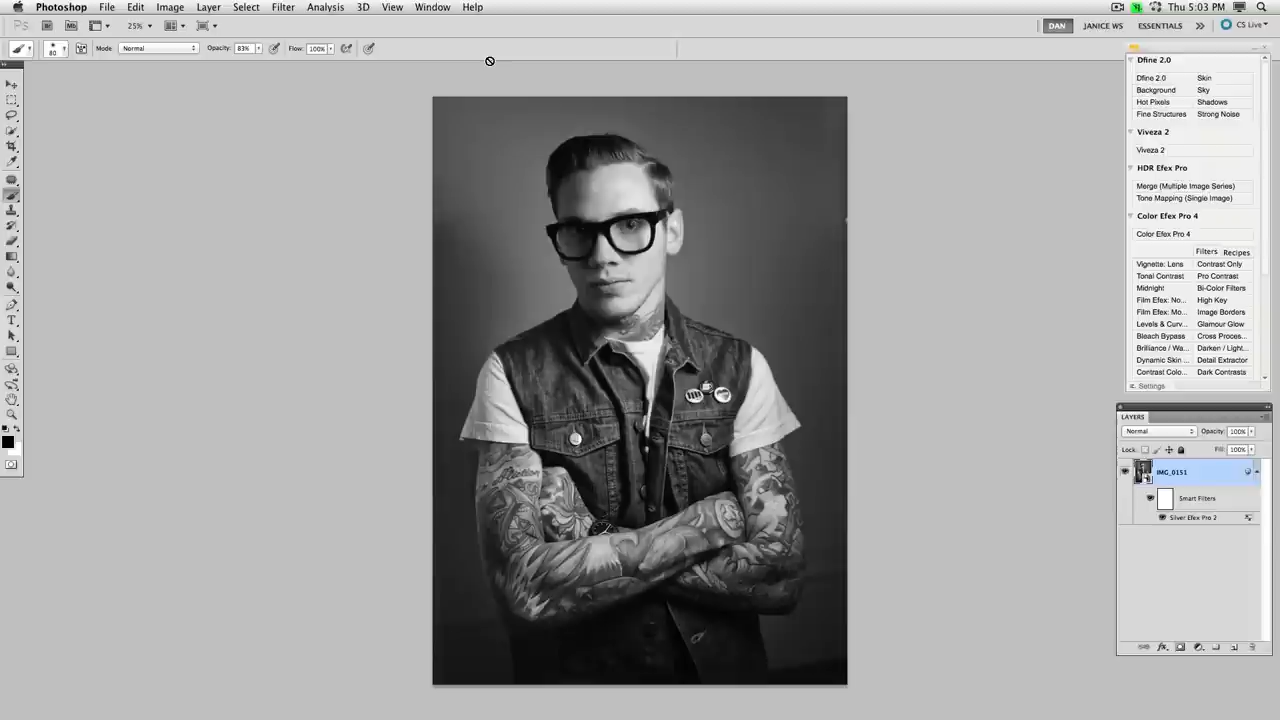 Photoshop File Edit Image Layer Select Filter Analysis 3D View Window Help Thu 5:03 PM
Ps Br Mb 25% DAN JANICE WS ESSENTIALS CS Live
80 Mode Normal Opacity: 83% Flow: 100%
Dfine 2.0
Dfine 2.0 Skin
Background Sky
Hot Pixels Shadows
Fine Structures Strong Noise
Viveza 2
Viveza 2
HDR Efex Pro
Merge (Multiple Image Series)
Tone Mapping (Single Image)
Color Efex Pro 4
Color Efex Pro 4
Filters Recipes
Vignette: Lens Contrast Only
Tonal Contrast Pro Contrast
Midnight Bi-Color Filters
Film Efex: No... High Key
Film Efex: Mo... Image Borders
Levels & Curv... Glamour Glow
Bleach Bypass Cross Proces...
Brilliance / Wa... Darken / Light...
Dynamic Skin ... Detail Extractor
Contrast Colo... Dark Contrasts
Settings
LAYERS
Normal Opacity: 100%
Lock: Fill: 100%
IMG_0151
Smart Filters
Silver Efex Pro 2
T
fx